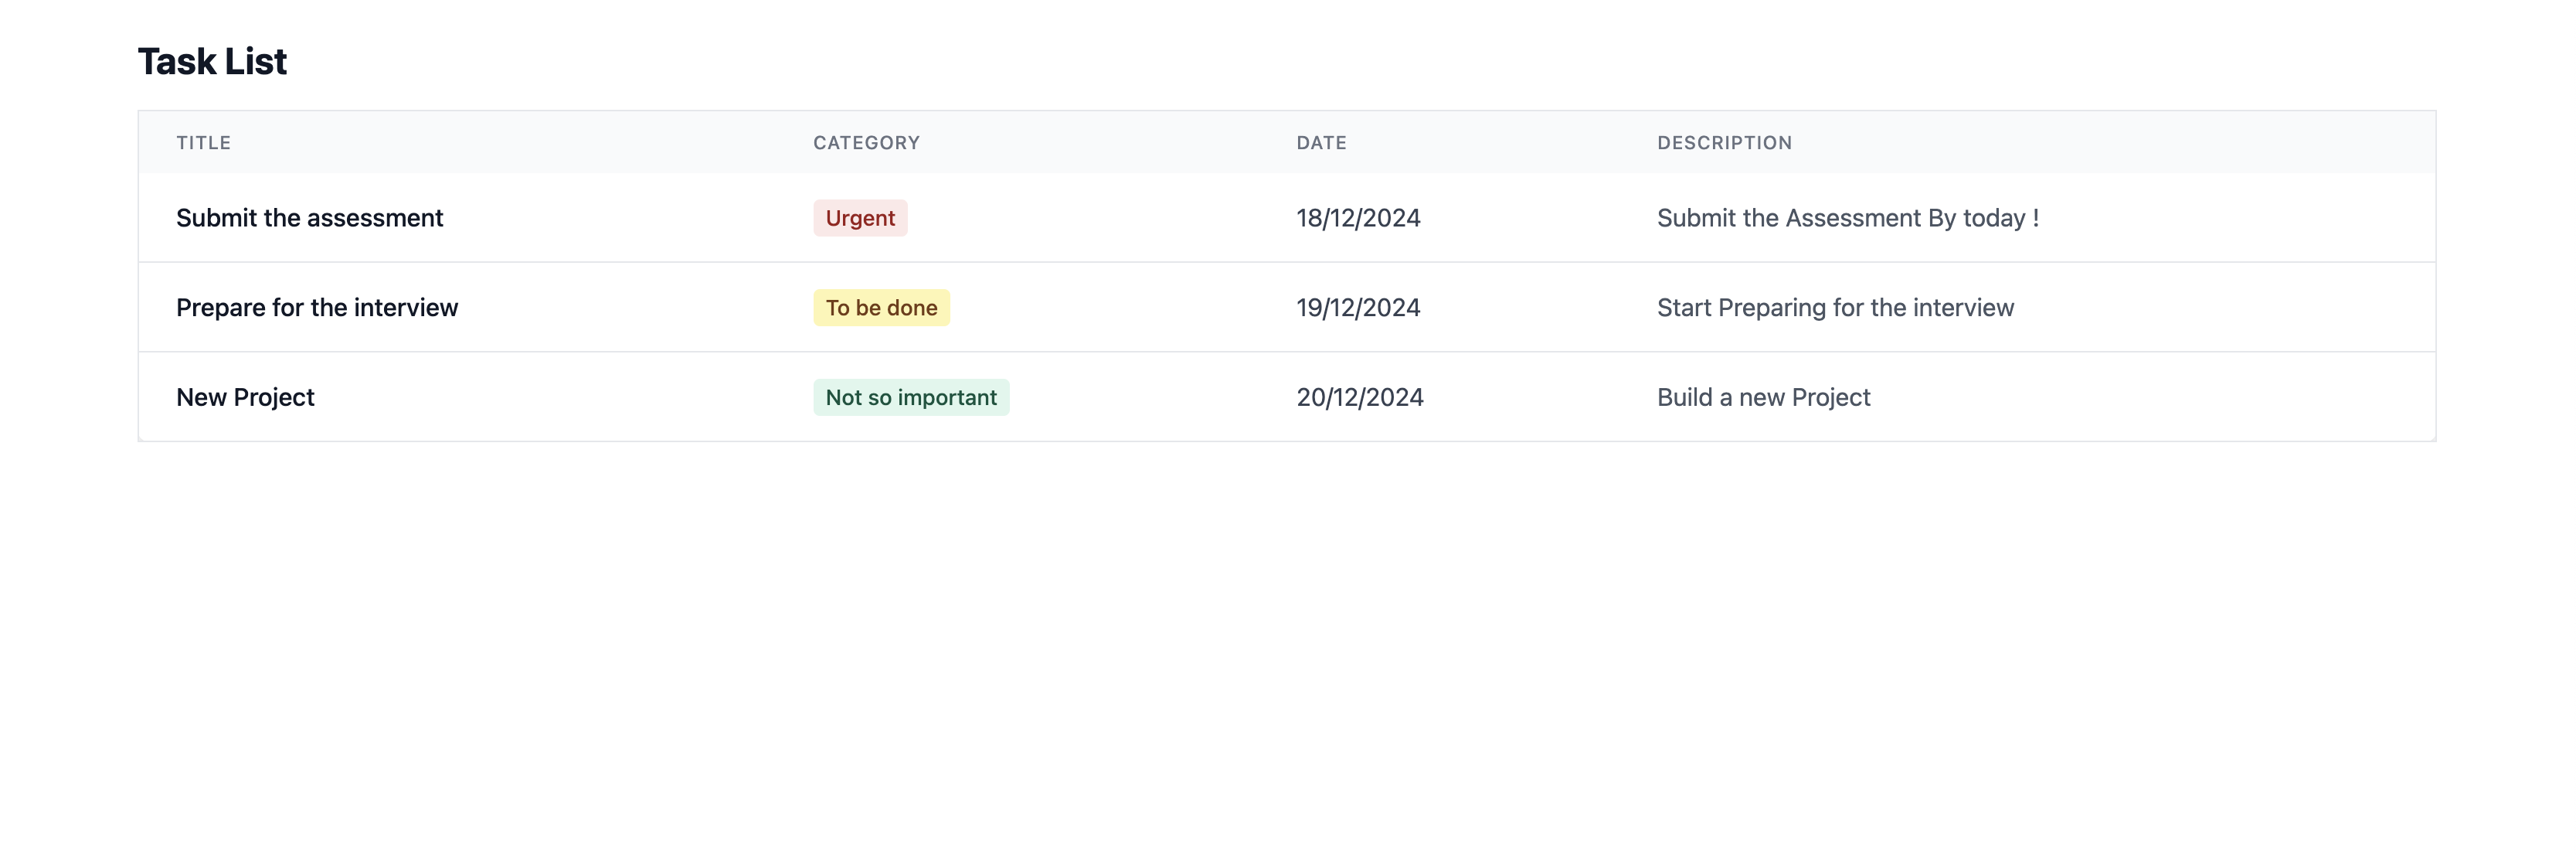 Task List
TITLE CATEGORY DATE DESCRIPTION
Submit the assessment Urgent 18/12/2024 Submit the Assessment By today !
Prepare for the interview To be done 19/12/2024 Start Preparing for the interview
New Project Not so important 20/12/2024 Build a new Project